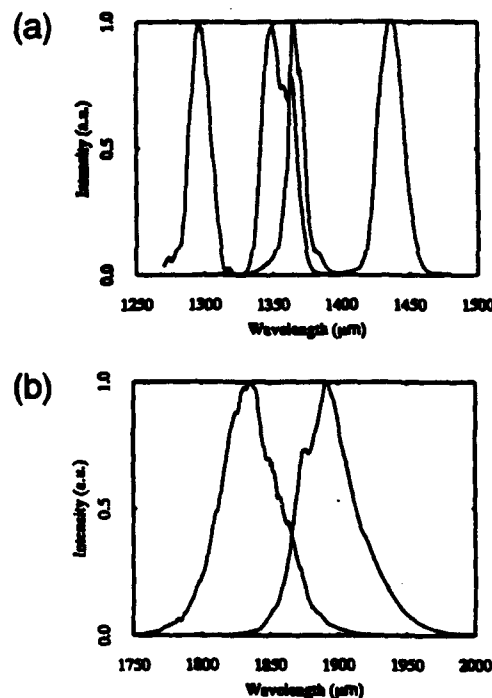 (a)
1.0
0.5
0.0
Intensity (a.u.)
1250 1300 1350 1400 1450 1500
Wavelength (μm)
(b)
1.0
0.5
0.0
Intensity (a.u.)
1750 1800 1850 1900 1950 2000
Wavelength (μm)